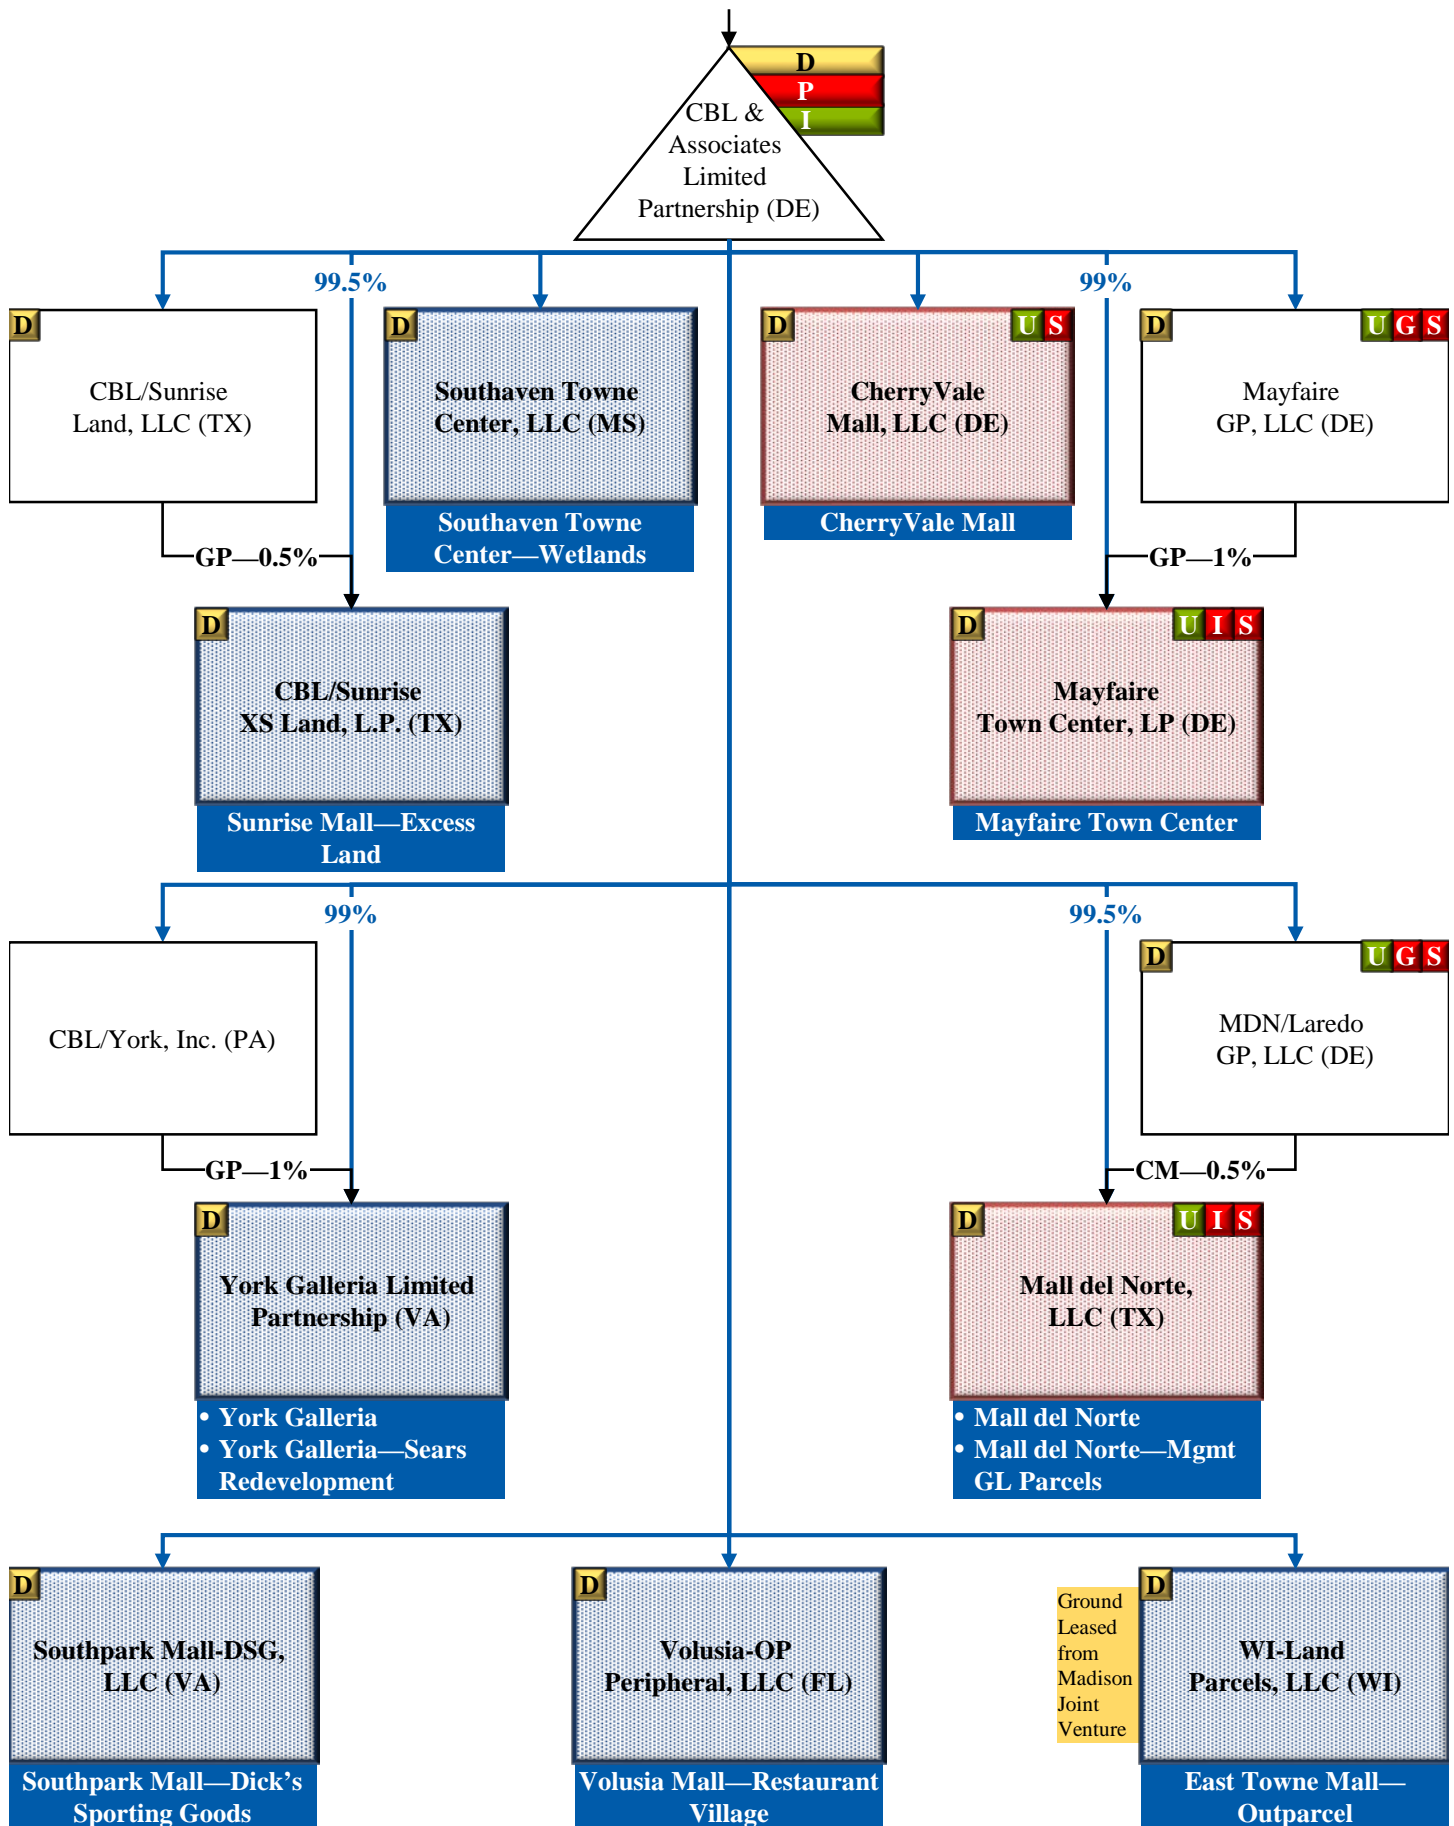 D
P
I
CBL &
Associates
Limited
Partnership (DE)
99.5%
99%
D
CBL/Sunrise
Land, LLC (TX)
D
Southaven Towne
Center, LLC (MS)
Southaven Towne
Center—Wetlands
D
U S
CherryVale
Mall, LLC (DE)
CherryVale Mall
D
U G S
Mayfaire
GP, LLC (DE)
GP—0.5%
GP—1%
D
CBL/Sunrise
XS Land, L.P. (TX)
Sunrise Mall—Excess
Land
D
U I S
Mayfaire
Town Center, LP (DE)
Mayfaire Town Center
99%
99.5%
CBL/York, Inc. (PA)
D
U G S
MDN/Laredo
GP, LLC (DE)
GP—1%
CM—0.5%
D
York Galleria Limited
Partnership (VA)
• York Galleria
• York Galleria—Sears
Redevelopment
D
U I S
Mall del Norte,
LLC (TX)
• Mall del Norte
• Mall del Norte—Mgmt
GL Parcels
D
Southpark Mall-DSG,
LLC (VA)
Southpark Mall—Dick's
Sporting Goods
D
Volusia-OP
Peripheral, LLC (FL)
Volusia Mall—Restaurant
Village
Ground
Leased
from
Madison
Joint
Venture
D
WI-Land
Parcels, LLC (WI)
East Towne Mall—
Outparcel